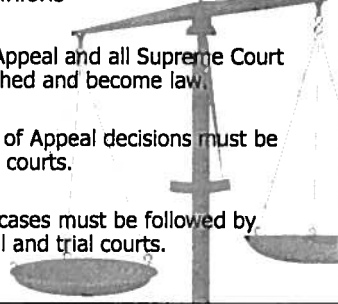 Appeal and all Supreme Court
hed and become law.
of Appeal decisions must be
courts.
cases must be followed by
l and trial courts.